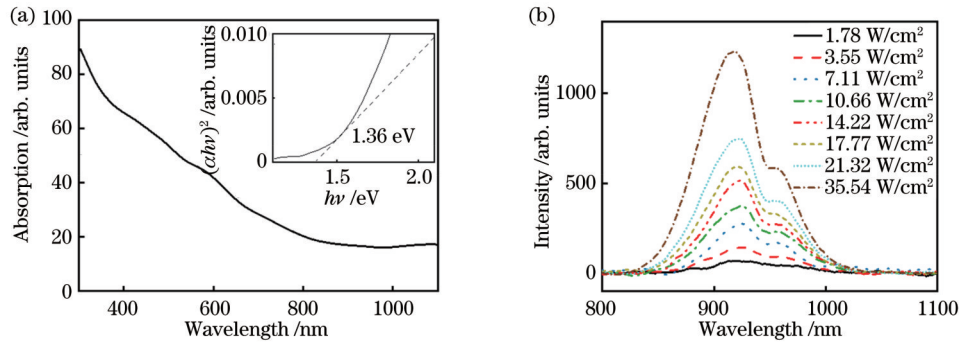 (a)
100
80
60
40
20
0
Absorption /arb. units
400
600
800
1000
Wavelength /nm
0.010
0.005
0
(αhν)² /arb. units
1.36 eV
1.5
2.0
hν /eV
(b)
1000
500
0
Intensity /arb. units
800
900
1000
1100
Wavelength /nm
1.78 W/cm²
3.55 W/cm²
7.11 W/cm²
10.66 W/cm²
14.22 W/cm²
17.77 W/cm²
21.32 W/cm²
35.54 W/cm²